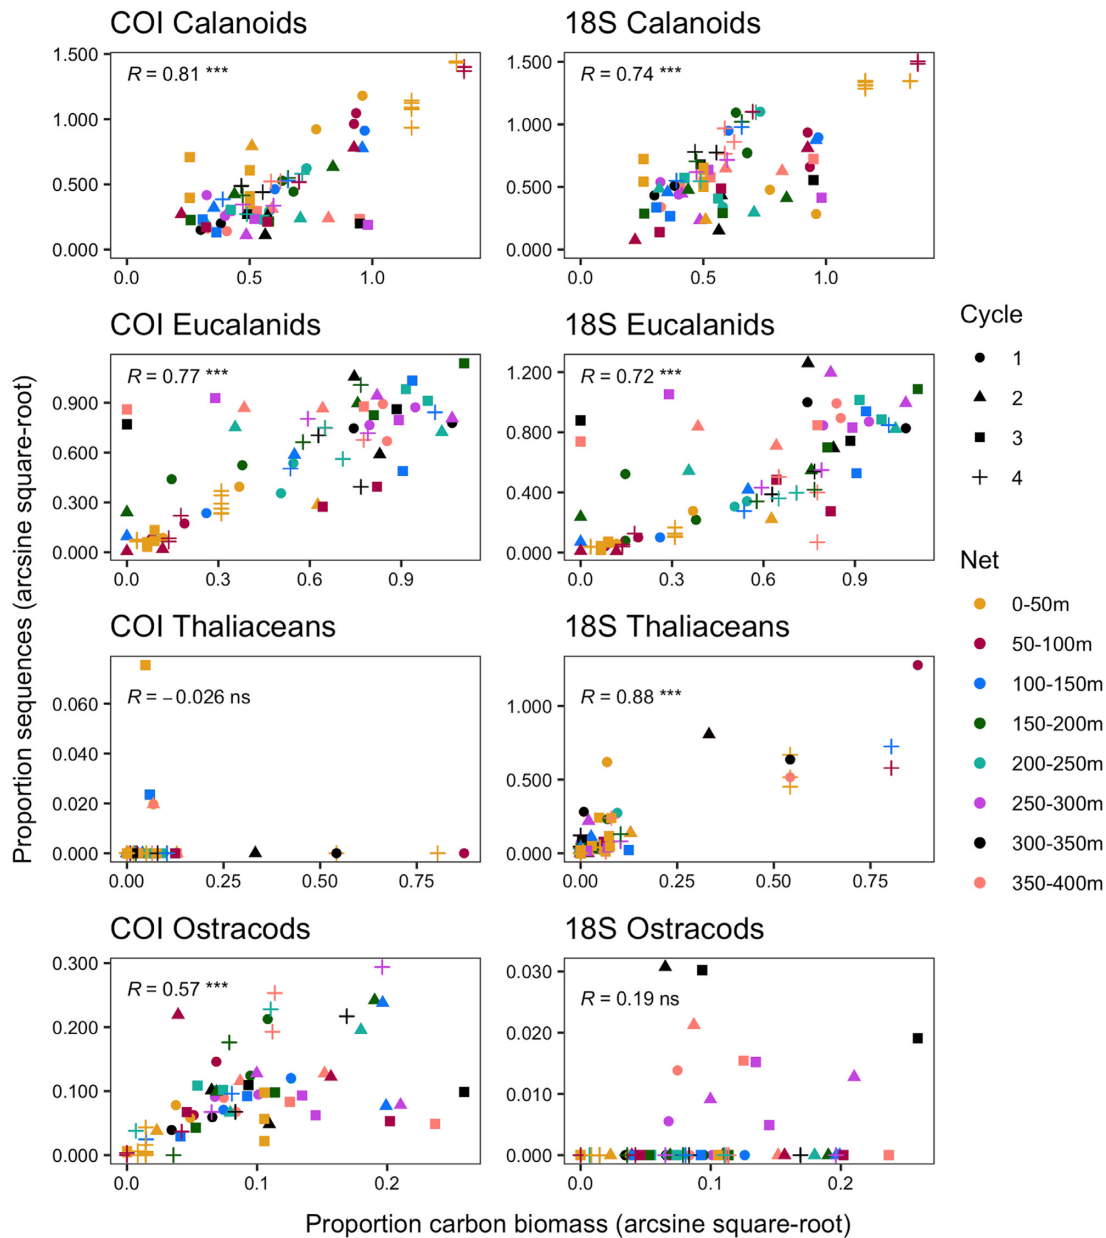 COI Calanoids
18S Calanoids
R = 0.81 ***
R = 0.74 ***
1.500
1.000
0.500
0.000
0.0 0.5 1.0
1.500
1.000
0.500
0.000
0.0 0.5 1.0
COI Eucalanids
18S Eucalanids
R = 0.77 ***
R = 0.72 ***
0.900
0.600
0.300
0.000
0.0 0.3 0.6 0.9
1.200
0.800
0.400
0.000
0.0 0.3 0.6 0.9
COI Thaliaceans
18S Thaliaceans
R = −0.026 ns
R = 0.88 ***
0.060
0.040
0.020
0.000
0.00 0.25 0.50 0.75
1.000
0.500
0.000
0.00 0.25 0.50 0.75
COI Ostracods
18S Ostracods
R = 0.57 ***
R = 0.19 ns
0.300
0.200
0.100
0.000
0.0 0.1 0.2
0.030
0.020
0.010
0.000
0.0 0.1 0.2
Proportion sequences (arcsine square-root)
Proportion carbon biomass (arcsine square-root)
Cycle
1
2
3
4
Net
0-50m
50-100m
100-150m
150-200m
200-250m
250-300m
300-350m
350-400m